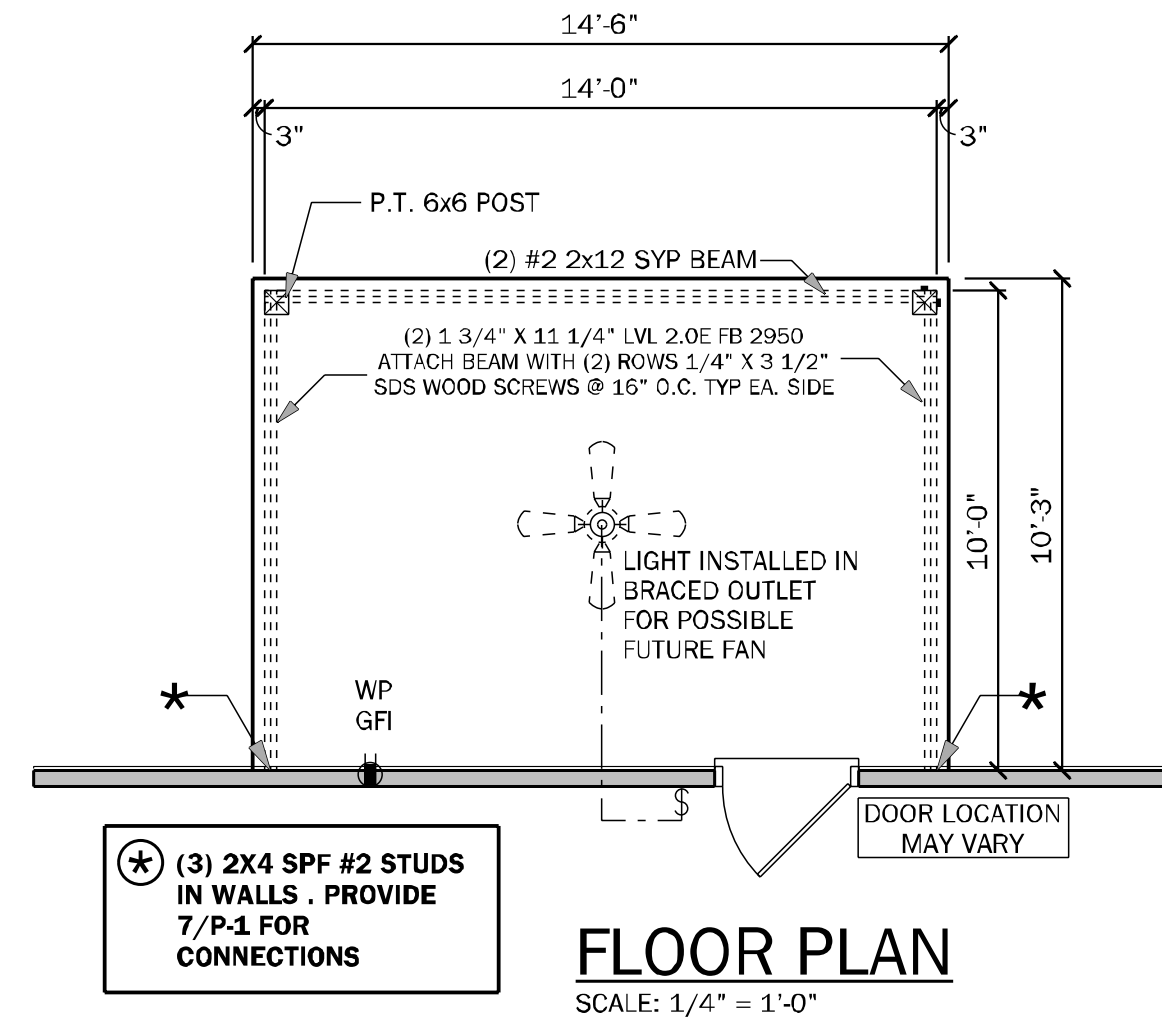 14'-6"
14'-0"
3"
3"
P.T. 6x6 POST
(2) #2 2x12 SYP BEAM
(2) 1 3/4" X 11 1/4" LVL 2.0E FB 2950
ATTACH BEAM WITH (2) ROWS 1/4" X 3 1/2"
SDS WOOD SCREWS @ 16" O.C. TYP EA. SIDE
10'-0"
10'-3"
LIGHT INSTALLED IN
BRACED OUTLET
FOR POSSIBLE
FUTURE FAN
*
*
WP
GFI
$
DOOR LOCATION
MAY VARY
* (3) 2X4 SPF #2 STUDS
IN WALLS . PROVIDE
7/P-1 FOR
CONNECTIONS
FLOOR PLAN
SCALE: 1/4" = 1'-0"